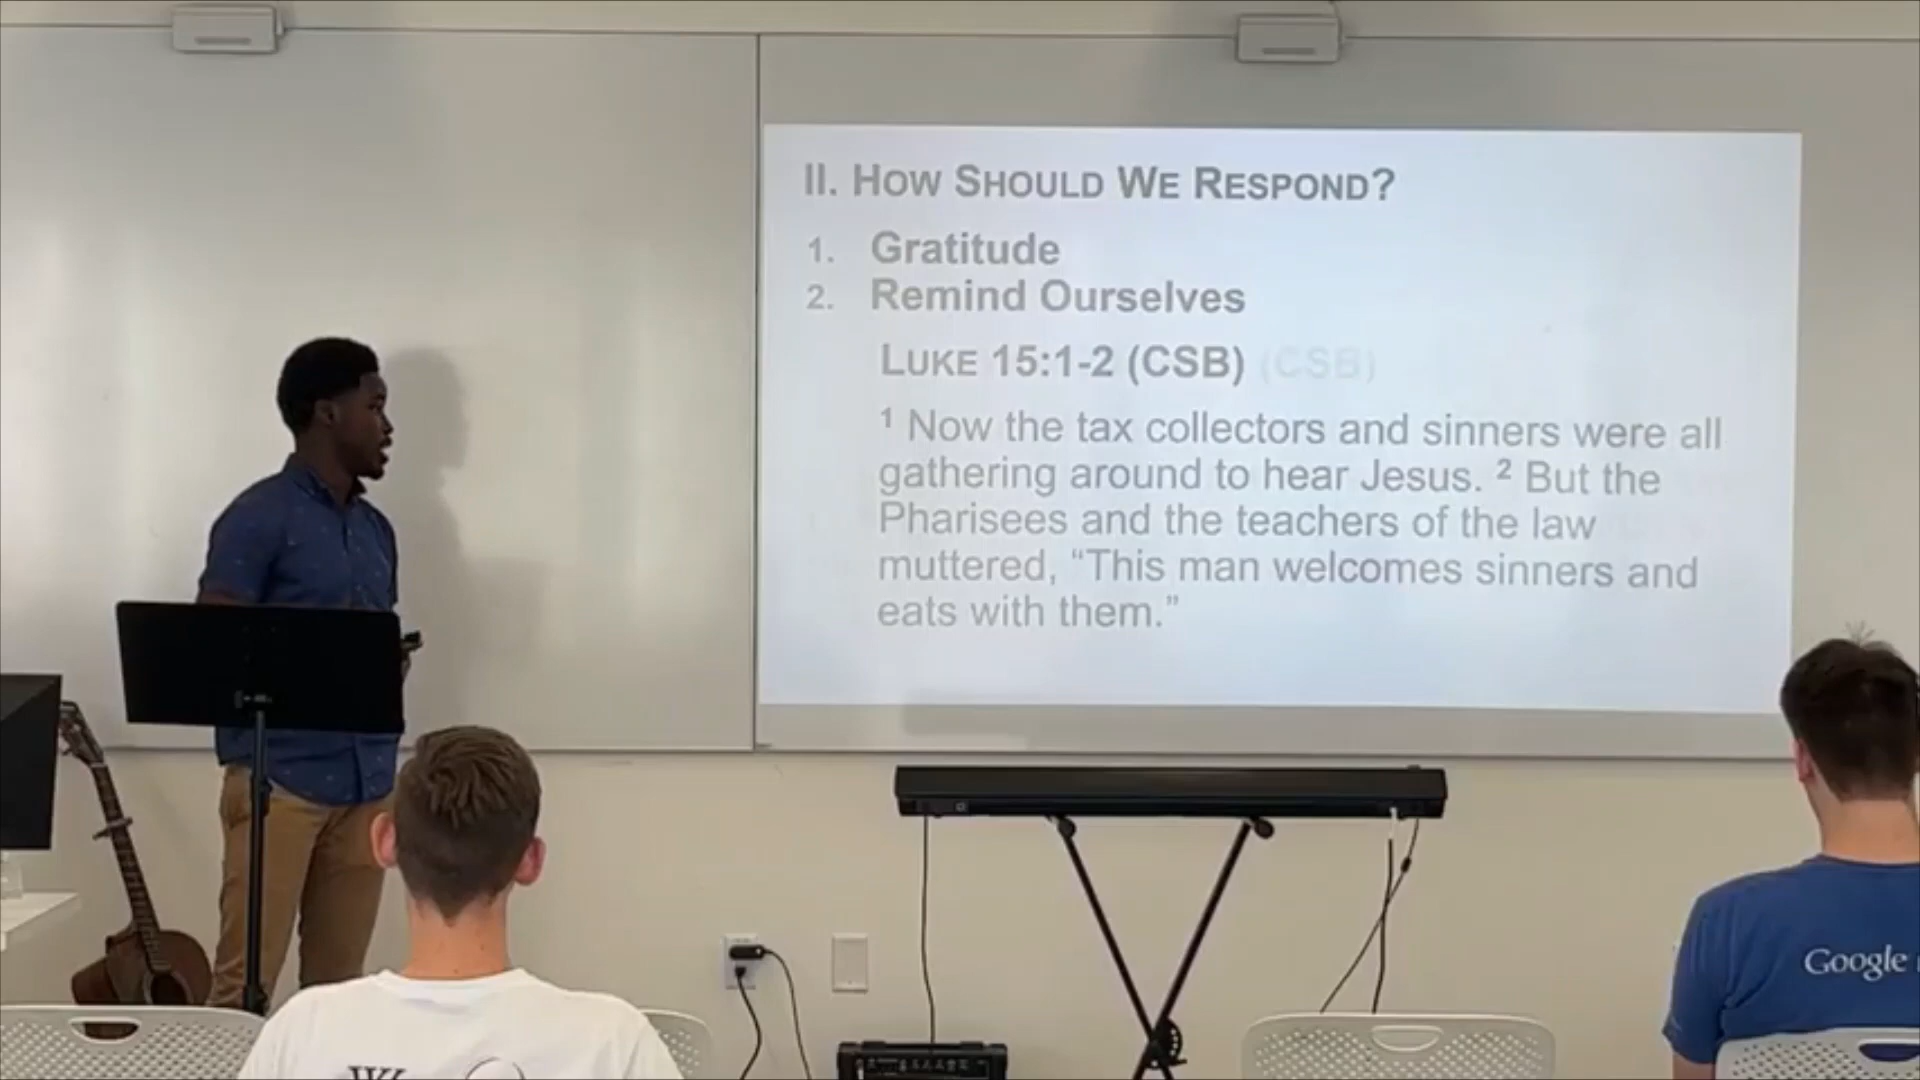 II. HOW SHOULD WE RESPOND?
1. Gratitude
2. Remind Ourselves
LUKE 15:1-2 (CSB) (CSB)
1 Now the tax collectors and sinners were all
gathering around to hear Jesus. 2 But the
Pharisees and the teachers of the law
muttered, “This man welcomes sinners and
eats with them.”
Google